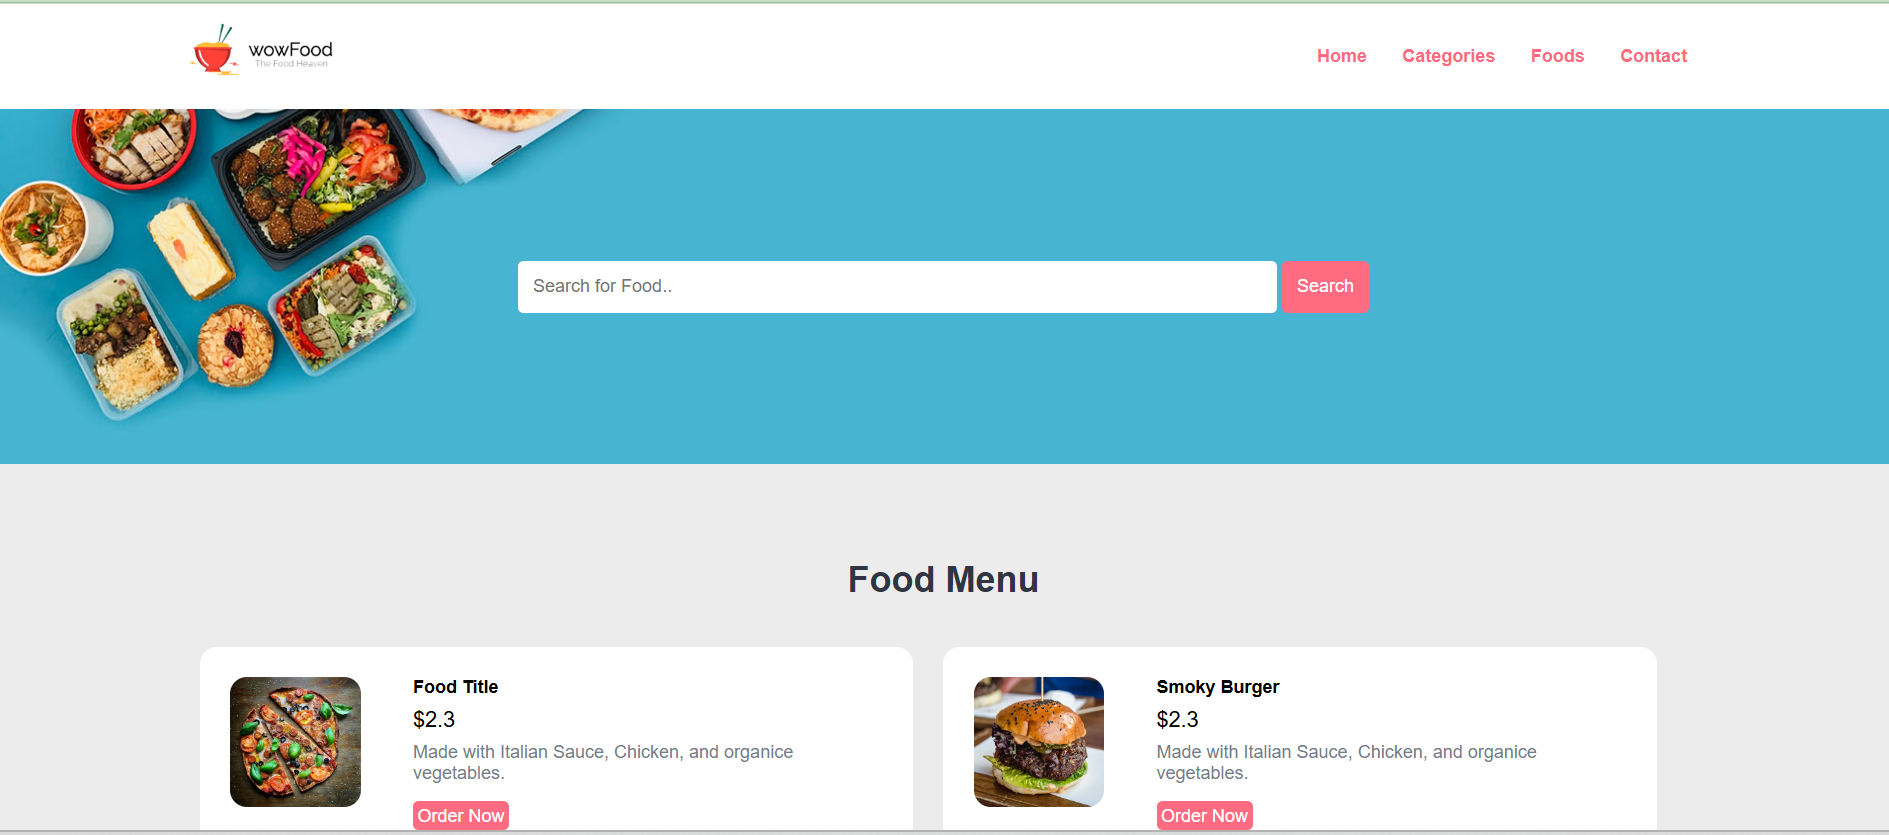 wowFood
The Food Heaven
Home Categories Foods Contact
Search for Food.. Search
Food Menu
Food Title
$2.3
Made with Italian Sauce, Chicken, and organice
vegetables.
Order Now
Smoky Burger
$2.3
Made with Italian Sauce, Chicken, and organice
vegetables.
Order Now